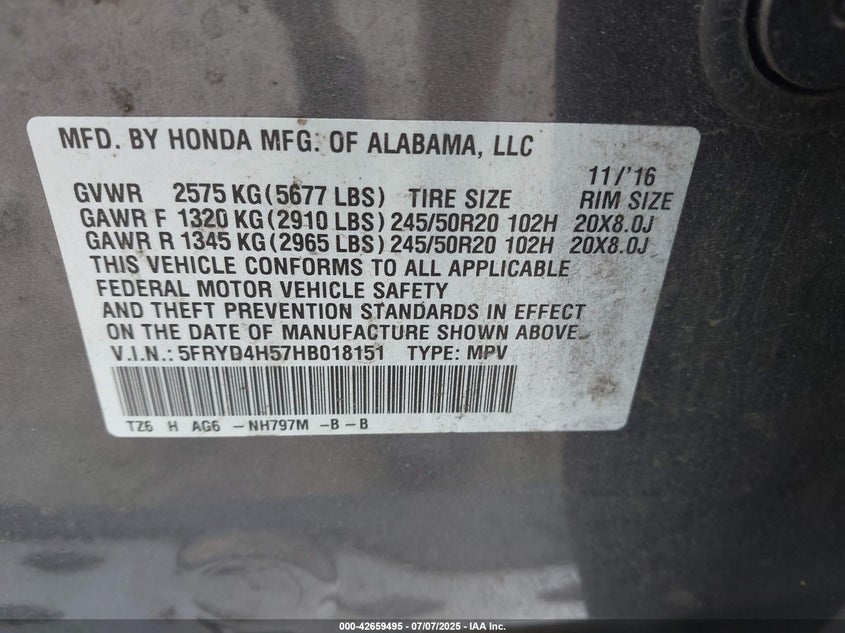 MFD. BY HONDA MFG. OF ALABAMA, LLC
11/'16
GVWR 2575 KG(5677 LBS) TIRE SIZE RIM SIZE
GAWR F 1320 KG(2910 LBS) 245/50R20 102H 20X8.0J
GAWR R 1345 KG(2965 LBS) 245/50R20 102H 20X8.0J
THIS VEHICLE CONFORMS TO ALL APPLICABLE
FEDERAL MOTOR VEHICLE SAFETY
AND THEFT PREVENTION STANDARDS IN EFFECT
ON THE DATE OF MANUFACTURE SHOWN ABOVE.
V.I.N.: 5FRYD4H57HB018151 TYPE: MPV
TZ6 H AG6 -NH797M -B-B
000-42659495 - 07/07/2025 - IAA Inc.